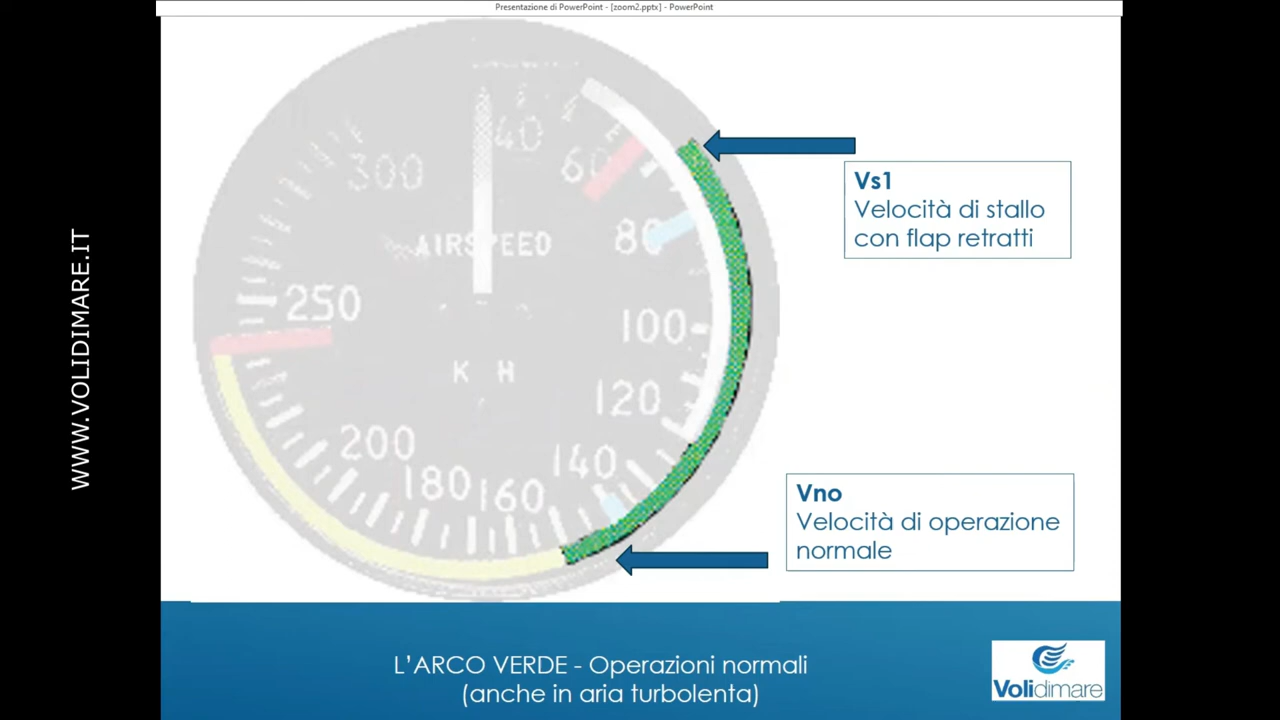 Presentazione di PowerPoint - [zoom2.pptx] - PowerPoint
WWW.VOLIDIMARE.IT
40
60
300
80
AIRSPEED
250
100
K H
120
200
140
180
160
Vs1
Velocità di stallo
con flap retratti
Vno
Velocità di operazione
normale
L'ARCO VERDE - Operazioni normali
(anche in aria turbolenta)
Volidimare